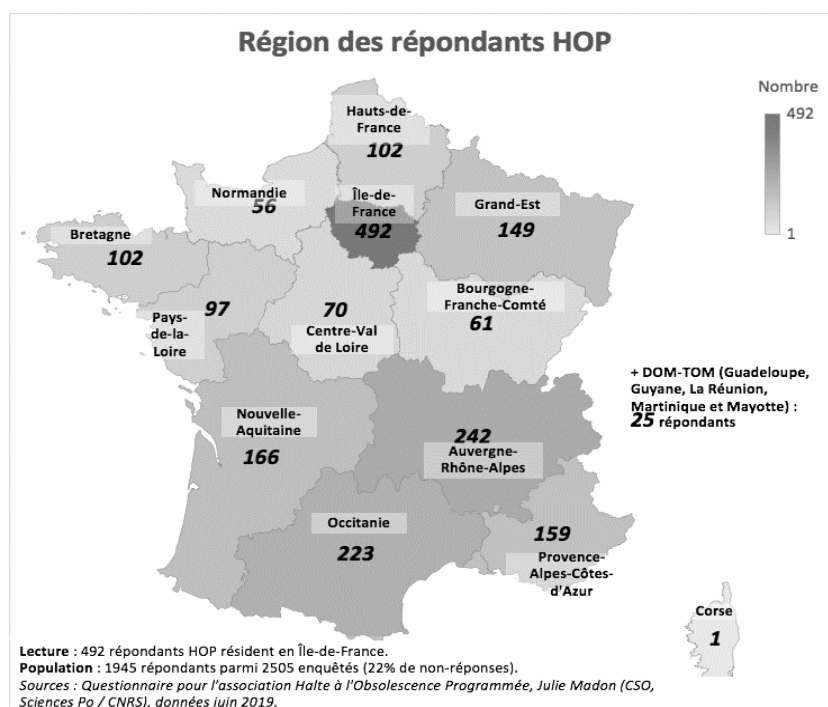 Région des répondants HOP
Nombre
492
1
Hauts-de-
France
102
Normandie
56
Île-de-
France
492
Grand-Est
149
Bretagne
102
97
Pays-
de-la-
Loire
70
Centre-Val
de Loire
Bourgogne-
Franche-Comté
61
+ DOM-TOM (Guadeloupe,
Guyane, La Réunion,
Martinique et Mayotte) :
25 répondants
Nouvelle-
Aquitaine
166
242
Auvergne-
Rhône-Alpes
Occitanie
223
159
Provence-
Alpes-Côtes-
d'Azur
Corse
1
Lecture : 492 répondants HOP résident en Île-de-France.
Population : 1945 répondants parmi 2505 enquêtés (22% de non-réponses).
Sources : Questionnaire pour l'association Halte à l'Obsolescence Programmée, Julie Madon (CSO,
Sciences Po / CNRS), données juin 2019.